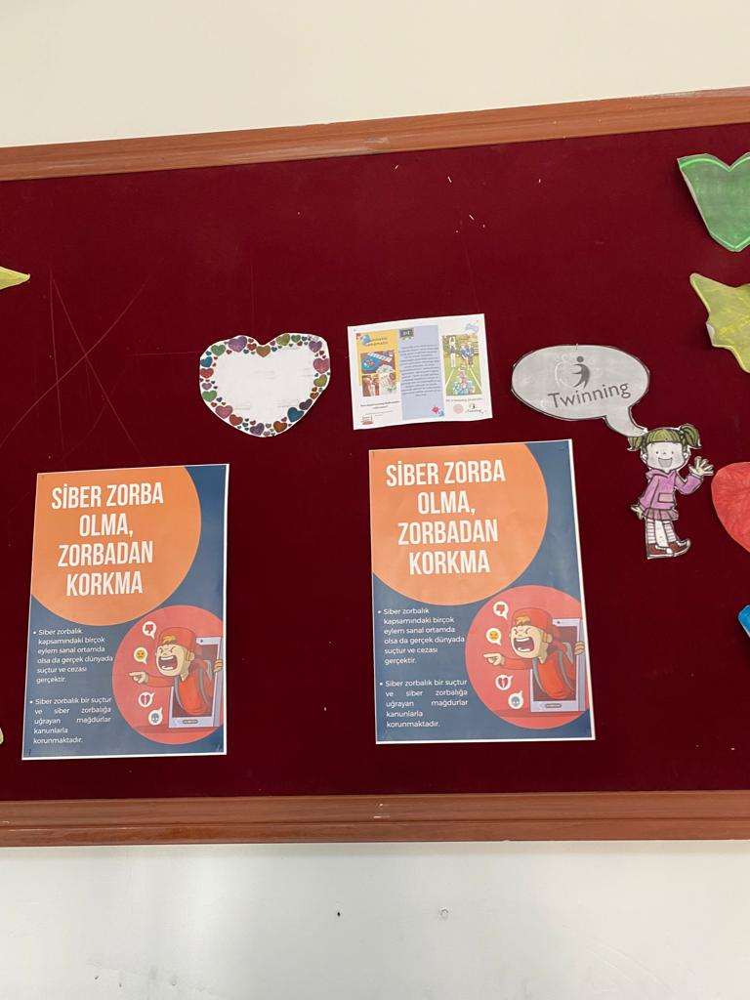 Twinning
SİBER ZORBA
OLMA,
ZORBADAN
KORKMA
• Siber zorbalık
kapsamındaki birçok
eylem sanal ortamda
olsa da gerçek dünyada
suçtur ve cezası
gerçektir.
• Siber zorbalık bir suçtur
ve siber zorbalığa
uğrayan mağdurlar
kanunlarla
korunmaktadır.
SİBER ZORBA
OLMA,
ZORBADAN
KORKMA
• Siber zorbalık
kapsamındaki birçok
eylem sanal ortamda
olsa da gerçek dünyada
suçtur ve cezası
gerçektir.
• Siber zorbalık bir suçtur
ve siber zorbalığa
uğrayan mağdurlar
kanunlarla
korunmaktadır.